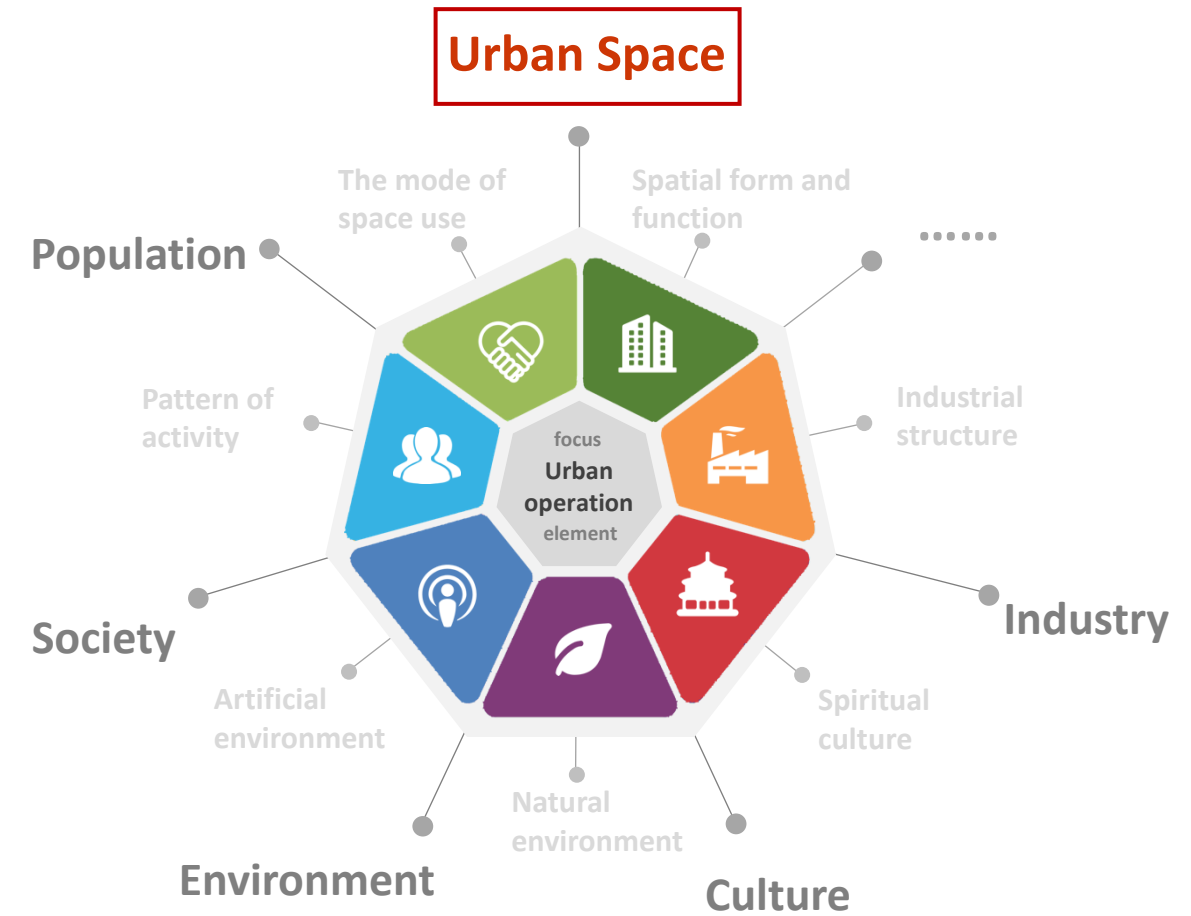 Urban Space
The mode of
space use
Spatial form and
function
Population
......
Pattern of
activity
Industrial
structure
focus
Urban
operation
element
Society
Industry
Artificial
environment
Spiritual
culture
Natural
environment
Environment
Culture